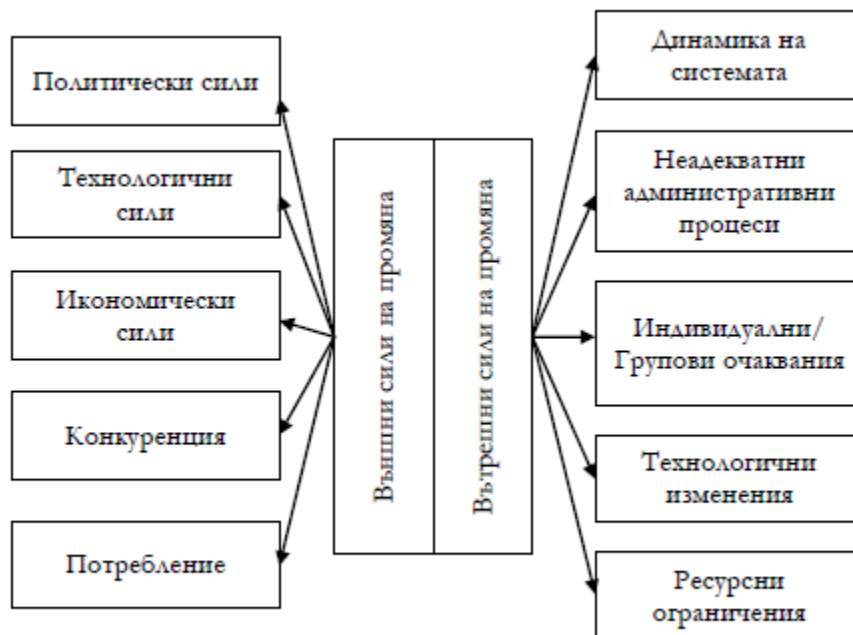 Политически сили
Технологични
сили
Икономически
сили
Конкуренция
Потребление
Външни сили на промяна
Вътрешни сили на промяна
Динамика на
системата
Неадекватни
административни
процеси
Индивидуални/
Групови очаквания
Технологични
изменения
Ресурсни
ограничения